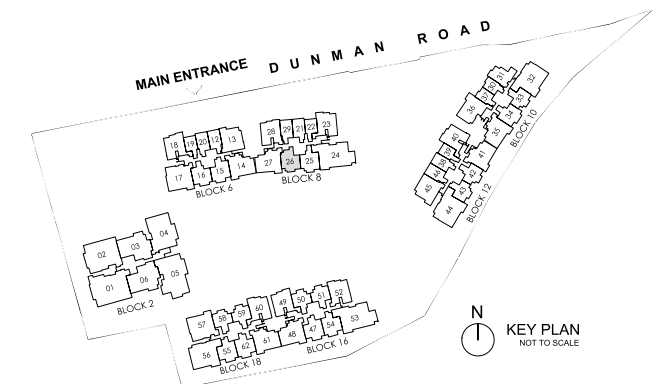 DUNMAN ROAD
MAIN ENTRANCE
18 19 20 12 13
17 16 15 14
BLOCK 6
28 29 21 22 23
27 26 25 24
BLOCK 8
31 32
30
37 33
36 34
35
BLOCK 10
40
39 41
38
46 42
45 43
44
BLOCK 12
02 03 04
01 06 05
BLOCK 2
57 58 59 60
56 55 62 61
BLOCK 18
49 50 51 52
48 47 54 53
BLOCK 16
N
KEY PLAN
NOT TO SCALE